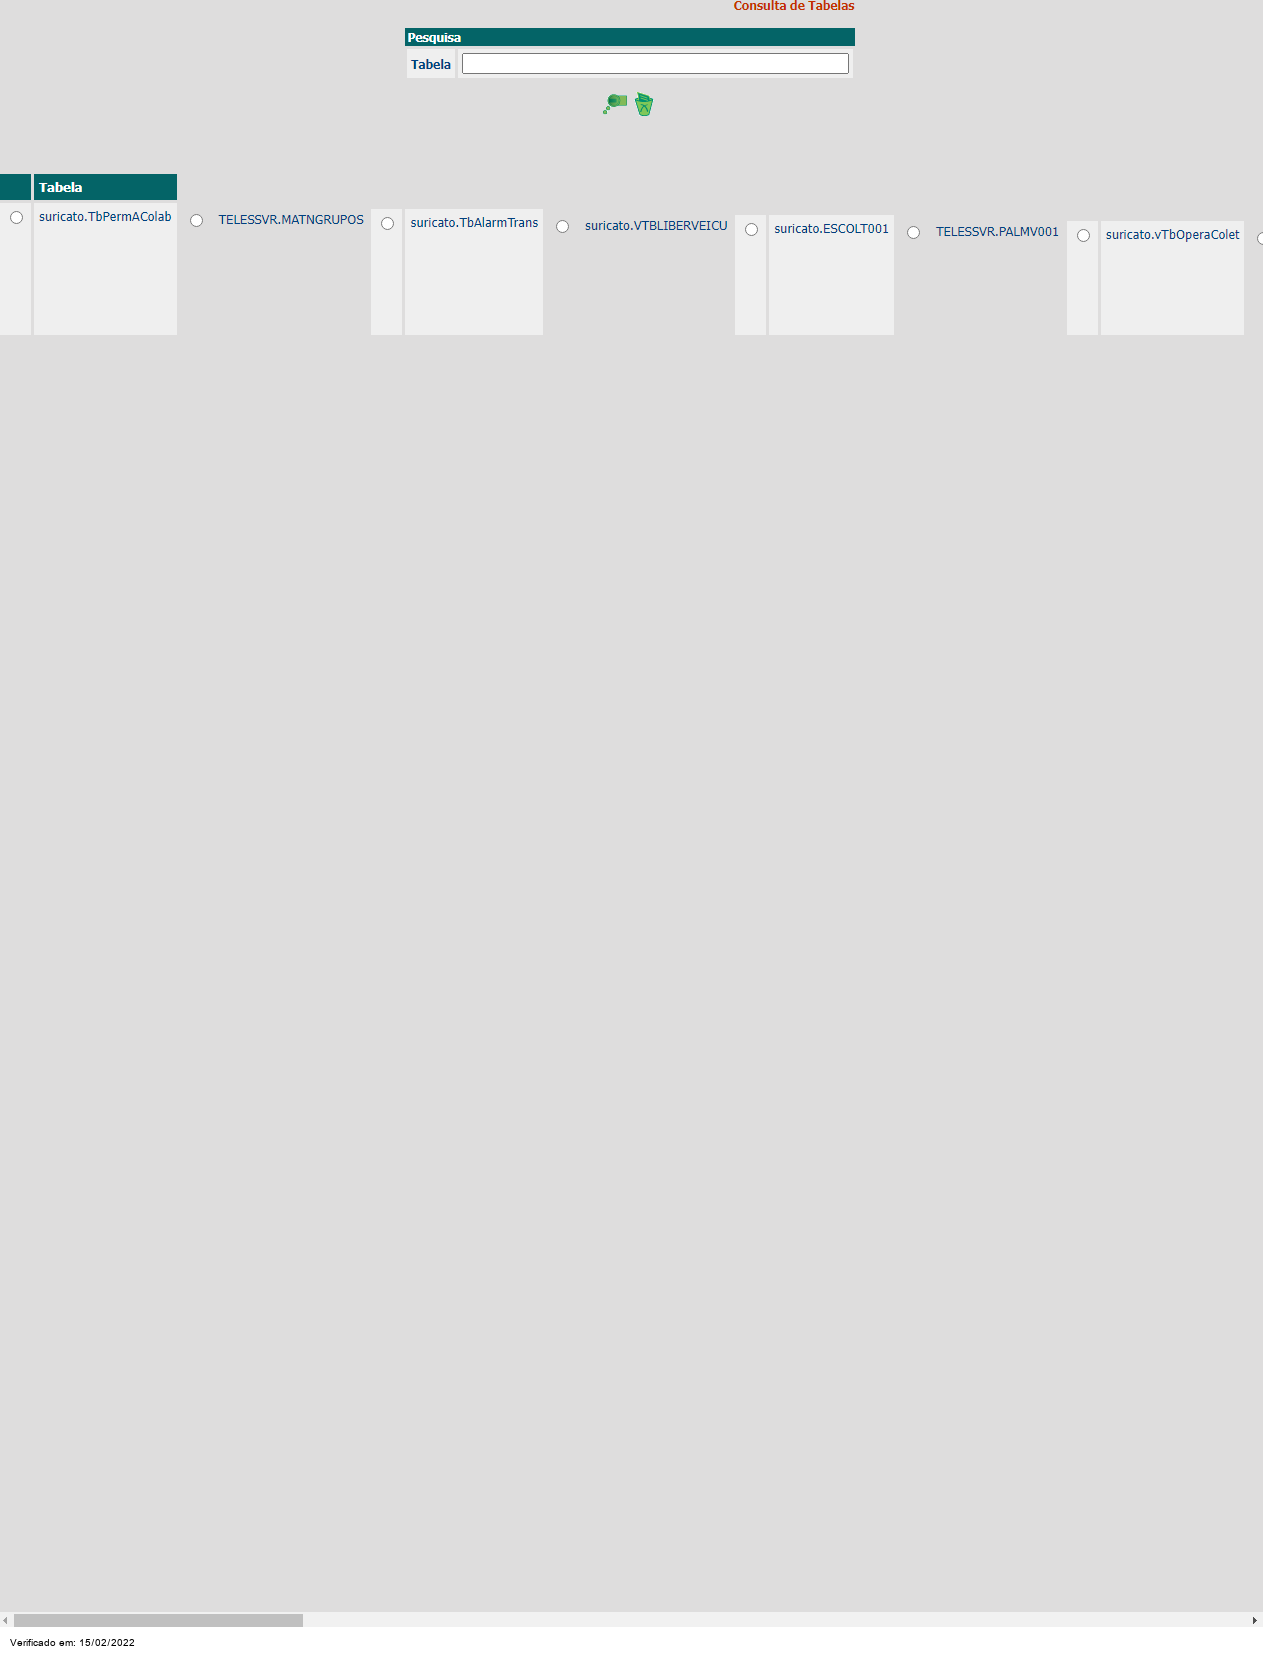 Consulta de Tabelas
Pesquisa
Tabela
Tabela
suricato.TbPermAColab
TELESSVR.MATNGRUPOS
suricato.TbAlarmTrans
suricato.VTBLIBERVEICU
suricato.ESCOLT001
TELESSVR.PALMV001
suricato.vTbOperaColet
Verificado em: 15/02/2022